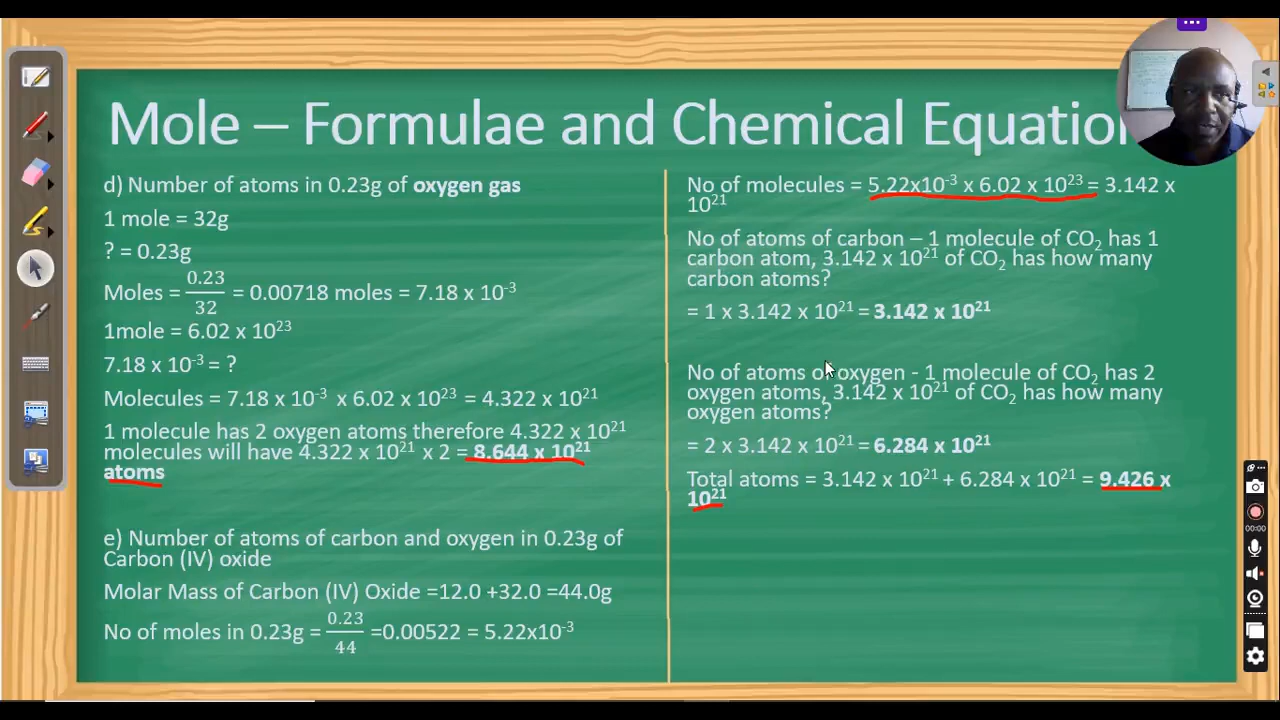 Mole – Formulae and Chemical Equation
d) Number of atoms in 0.23g of oxygen gas
1 mole = 32g
? = 0.23g
Moles = 0.23/32 = 0.00718 moles = 7.18 x 10⁻³
1mole = 6.02 x 10²³
7.18 x 10⁻³ = ?
Molecules = 7.18 x 10⁻³ x 6.02 x 10²³ = 4.322 x 10²¹
1 molecule has 2 oxygen atoms therefore 4.322 x 10²¹
molecules will have 4.322 x 10²¹ x 2 = 8.644 x 10²¹
atoms
e) Number of atoms of carbon and oxygen in 0.23g of
Carbon (IV) oxide
Molar Mass of Carbon (IV) Oxide =12.0 +32.0 =44.0g
No of moles in 0.23g = 0.23/44 =0.00522 = 5.22x10⁻³
No of molecules = 5.22x10⁻³ x 6.02 x 10²³ = 3.142 x
10²¹
No of atoms of carbon – 1 molecule of CO₂ has 1
carbon atom, 3.142 x 10²¹ of CO₂ has how many
carbon atoms?
= 1 x 3.142 x 10²¹ = 3.142 x 10²¹
No of atoms of oxygen - 1 molecule of CO₂ has 2
oxygen atoms, 3.142 x 10²¹ of CO₂ has how many
oxygen atoms?
= 2 x 3.142 x 10²¹ = 6.284 x 10²¹
Total atoms = 3.142 x 10²¹ + 6.284 x 10²¹ = 9.426 x
10²¹
00:00